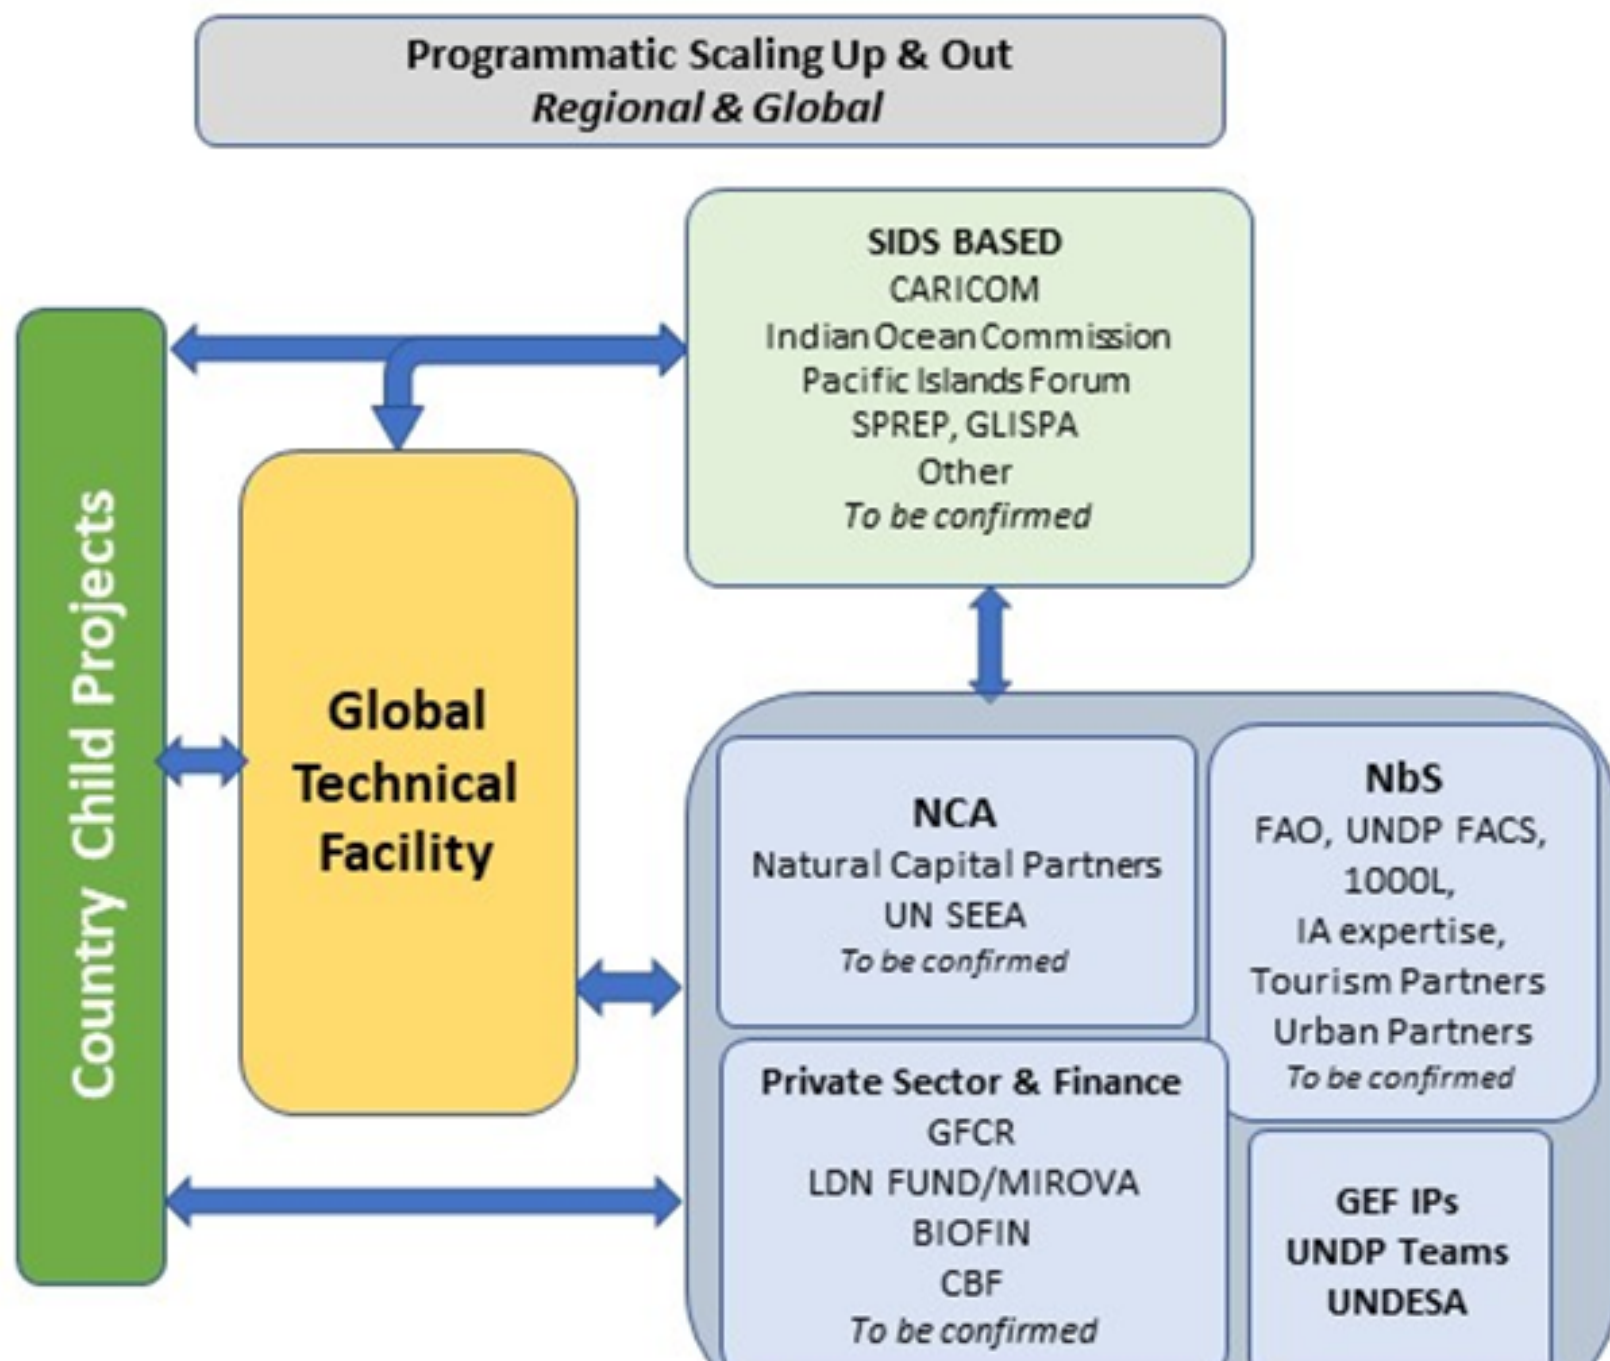 Programmatic Scaling Up & Out
Regional & Global
SIDS BASED
CARICOM
Indian Ocean Commission
Pacific Islands Forum
SPREP, GLISPA
Other
To be confirmed
Country Child Projects
Global
Technical
Facility
NCA
Natural Capital Partners
UN SEEA
To be confirmed
NbS
FAO, UNDP FACS,
1000L,
IA expertise,
Tourism Partners
Urban Partners
To be confirmed
Private Sector & Finance
GFCR
LDN FUND/MIROVA
BIOFIN
CBF
To be confirmed
GEF IPs
UNDP Teams
UNDESA